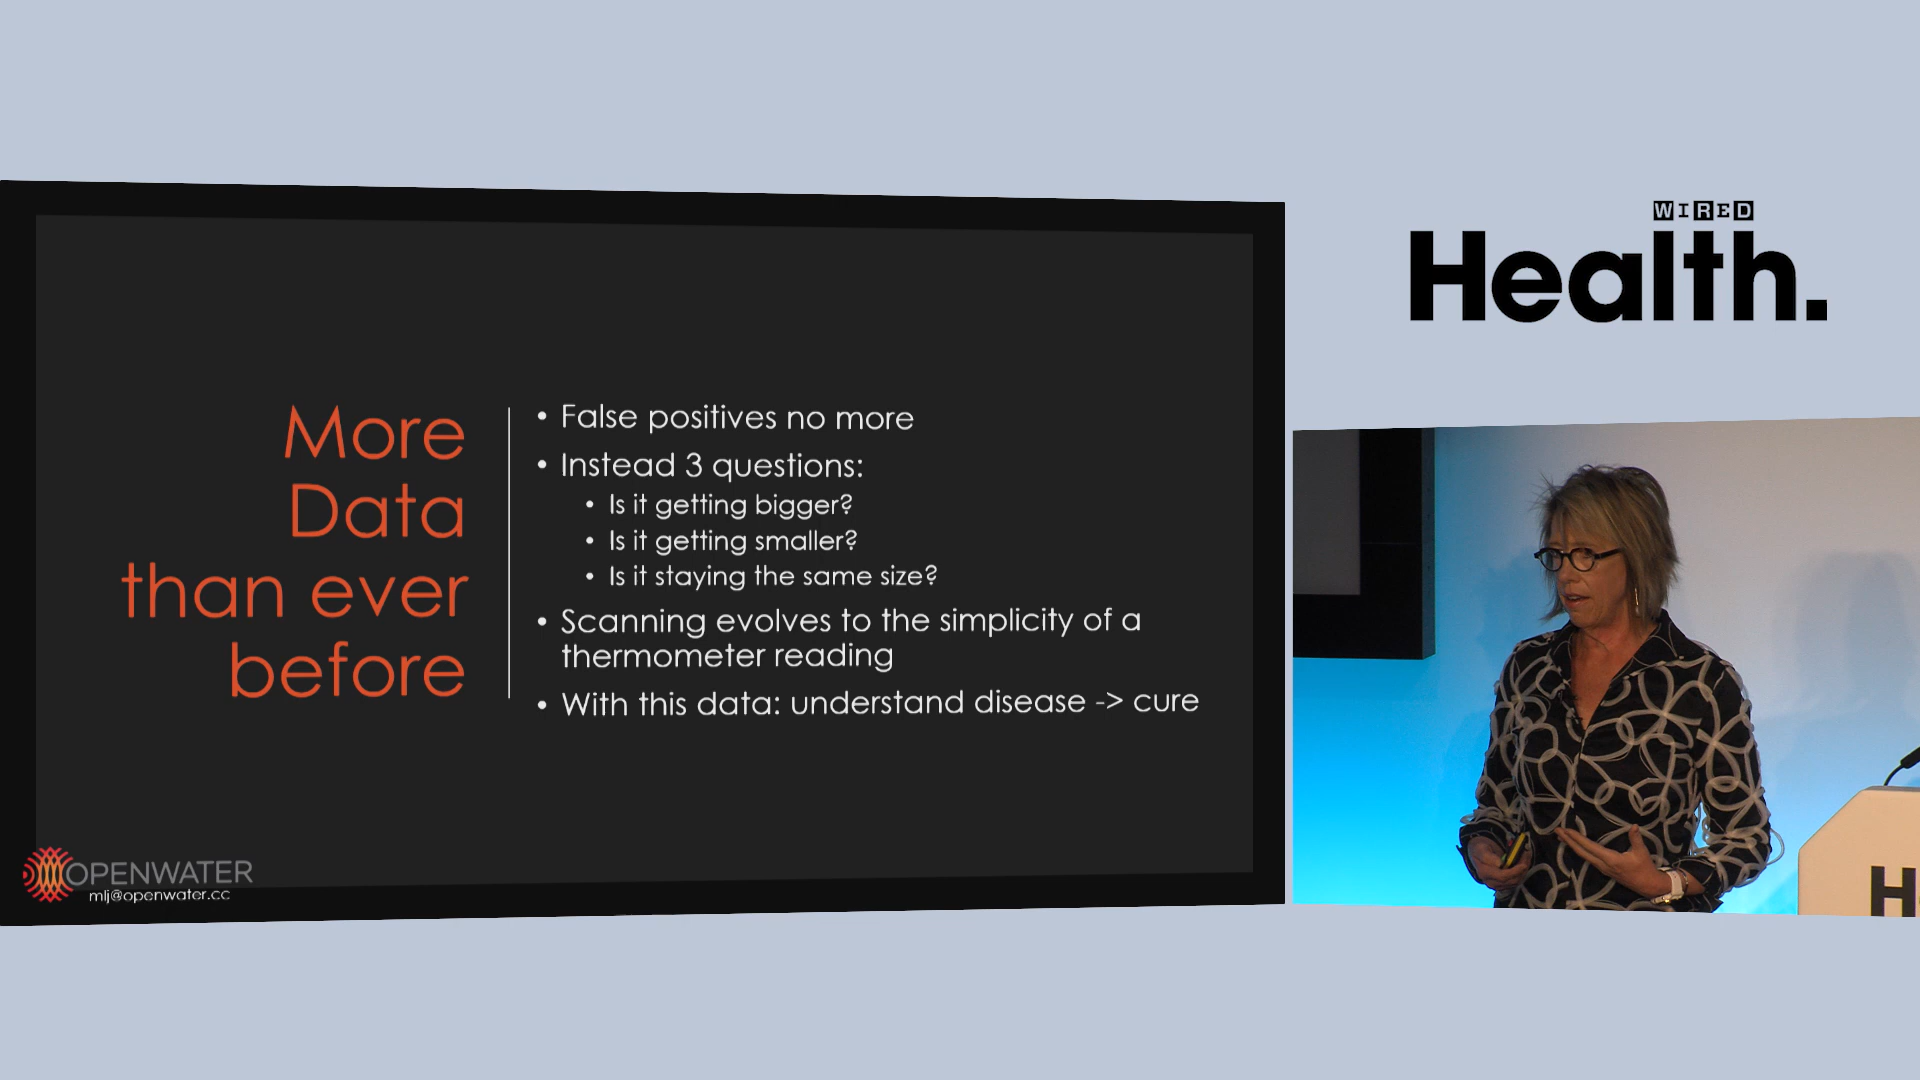 More
Data
than ever
before
• False positives no more
• Instead 3 questions:
• Is it getting bigger?
• Is it getting smaller?
• Is it staying the same size?
• Scanning evolves to the simplicity of a
thermometer reading
• With this data: understand disease -> cure
OPENWATER
mlj@openwater.cc
WIRED
Health.
H